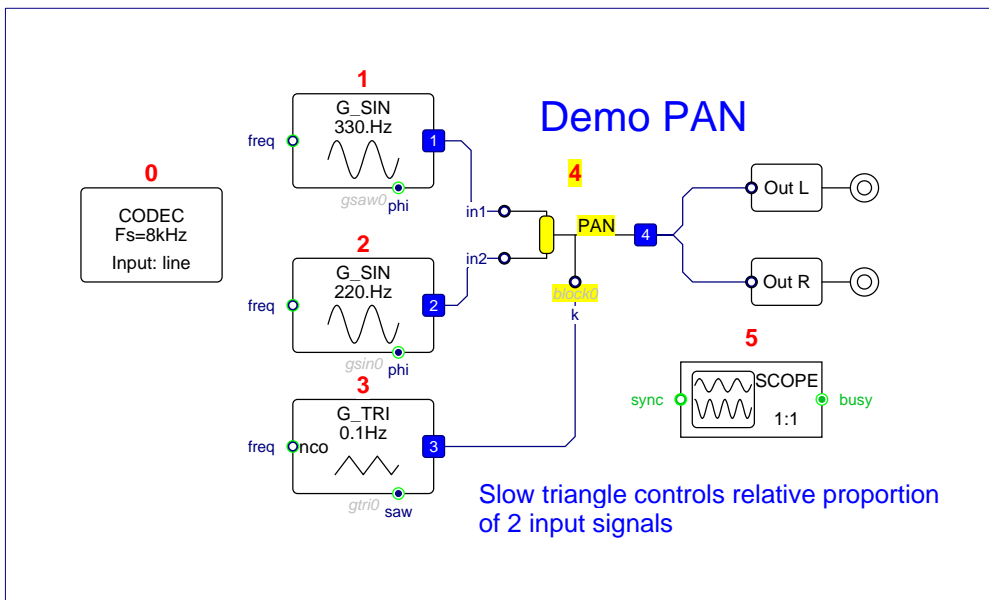 Demo PAN
0
CODEC
Fs=8kHz
Input: line
1
G_SIN
330.Hz
freq
1
gsaw0
phi
2
G_SIN
220.Hz
freq
2
gsin0
phi
3
G_TRI
0.1Hz
freq
nco
3
gtri0
saw
4
in1
in2
PAN
4
block0
k
Out L
Out R
5
sync
SCOPE
1:1
busy
Slow triangle controls relative proportion
of 2 input signals